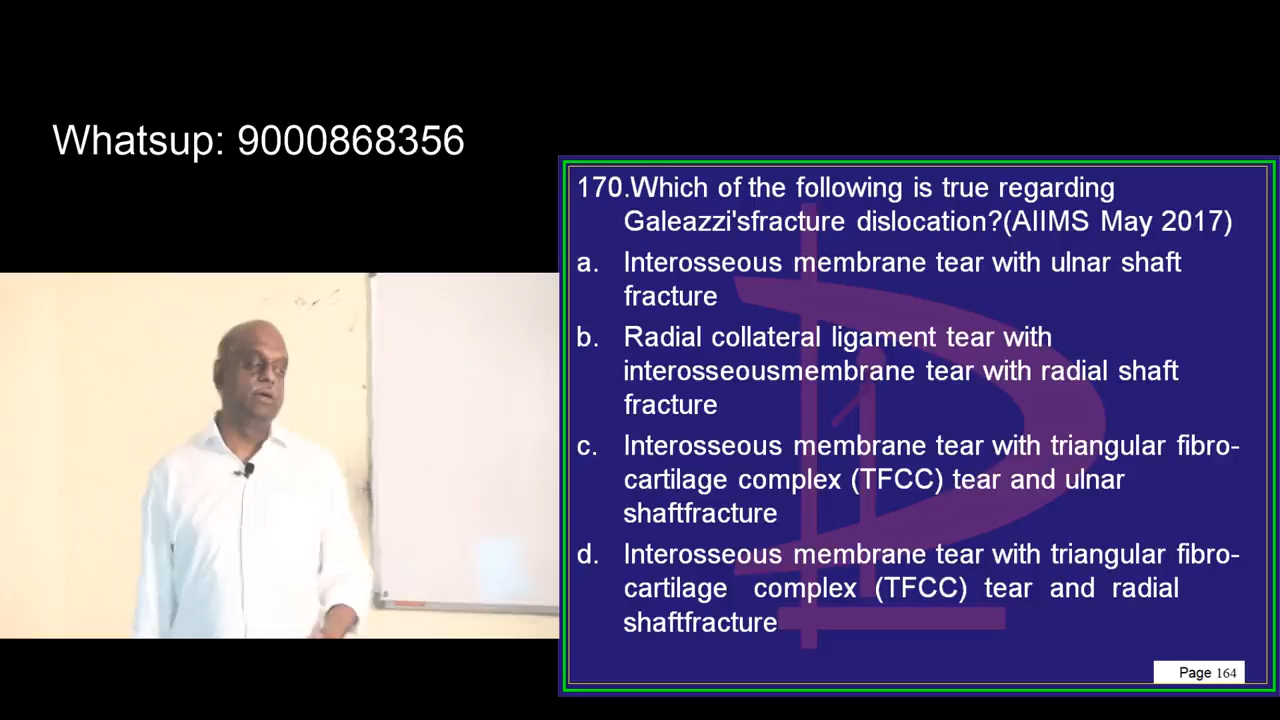 Whatsup: 9000868356
170.Which of the following is true regarding
Galeazzi'sfracture dislocation?(AIIMS May 2017)
a. Interosseous membrane tear with ulnar shaft
fracture
b. Radial collateral ligament tear with
interosseousmembrane tear with radial shaft
fracture
c. Interosseous membrane tear with triangular fibro-
cartilage complex (TFCC) tear and ulnar
shaftfracture
d. Interosseous membrane tear with triangular fibro-
cartilage complex (TFCC) tear and radial
shaftfracture
Page 164